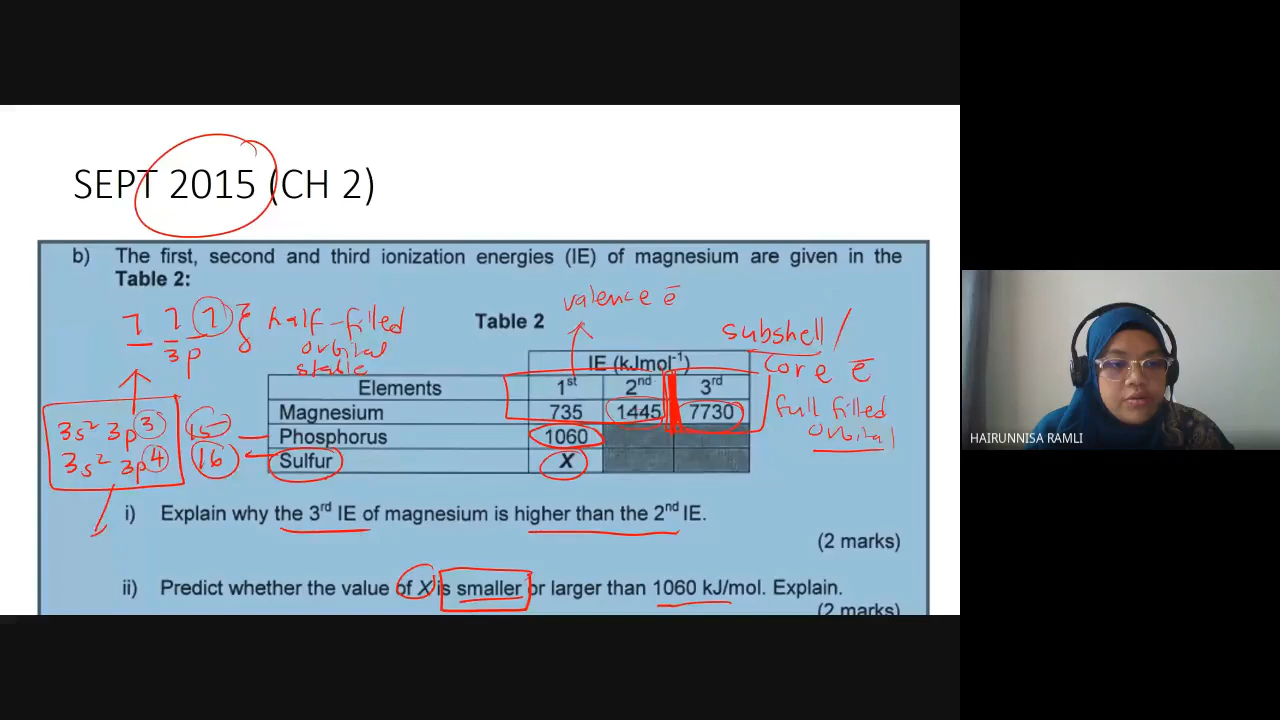 SEPT 2015 (CH 2)
b) The first, second and third ionization energies (IE) of magnesium are given in the
Table 2:
valence ē
1 1 1 } half-filled
3p orbital
stable
Table 2
subshell /
core ē
IE (kJmol⁻¹)
Elements 1st 2nd 3rd
Magnesium 735 1445 7730
full filled
orbital
3s² 3p³ 15 Phosphorus 1060
3s² 3p⁴ 16 Sulfur X
HAIRUNNISA RAMLI
i) Explain why the 3rd IE of magnesium is higher than the 2nd IE.
(2 marks)
ii) Predict whether the value of X is smaller or larger than 1060 kJ/mol. Explain.
(2 marks)